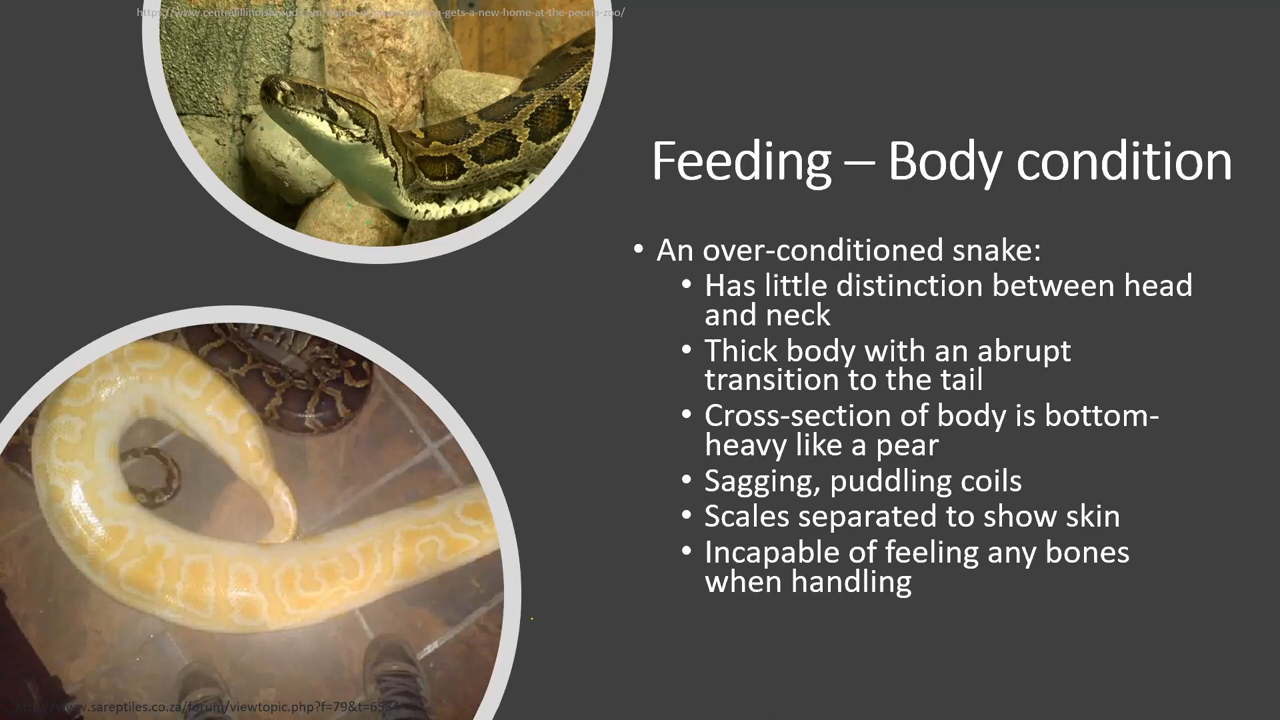 Feeding – Body condition
• An over-conditioned snake:
• Has little distinction between head
and neck
• Thick body with an abrupt
transition to the tail
• Cross-section of body is bottom-
heavy like a pear
• Sagging, puddling coils
• Scales separated to show skin
• Incapable of feeling any bones
when handling